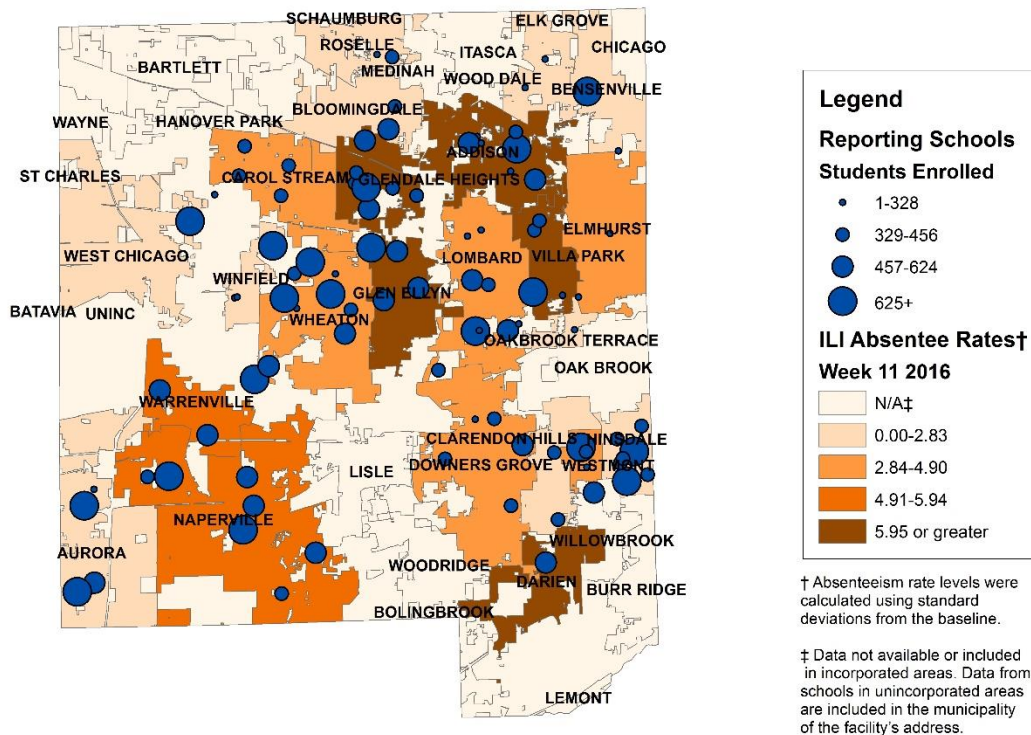 SCHAUMBURG
ELK GROVE
ROSELLE
ITASCA
CHICAGO
MEDINAH
BARTLETT
WOOD DALE
BENSENVILLE
BLOOMINGDALE
WAYNE
HANOVER PARK
ADDISON
ST CHARLES
CAROL STREAM
GLENDALE HEIGHTS
ELMHURST
WEST CHICAGO
LOMBARD
VILLA PARK
WINFIELD
GLEN ELLYN
BATAVIA
UNINC
WHEATON
OAKBROOK TERRACE
OAK BROOK
WARRENVILLE
CLARENDON HILLS
HINSDALE
LISLE
DOWNERS GROVE
WESTMONT
NAPERVILLE
AURORA
WILLOWBROOK
WOODRIDGE
DARIEN
BURR RIDGE
BOLINGBROOK
LEMONT
Legend
Reporting Schools
Students Enrolled
1-328
329-456
457-624
625+
ILI Absentee Rates†
Week 11 2016
N/A‡
0.00-2.83
2.84-4.90
4.91-5.94
5.95 or greater
† Absenteeism rate levels were
calculated using standard
deviations from the baseline.
‡ Data not available or included
in incorporated areas. Data from
schools in unincorporated areas
are included in the municipality
of the facility's address.